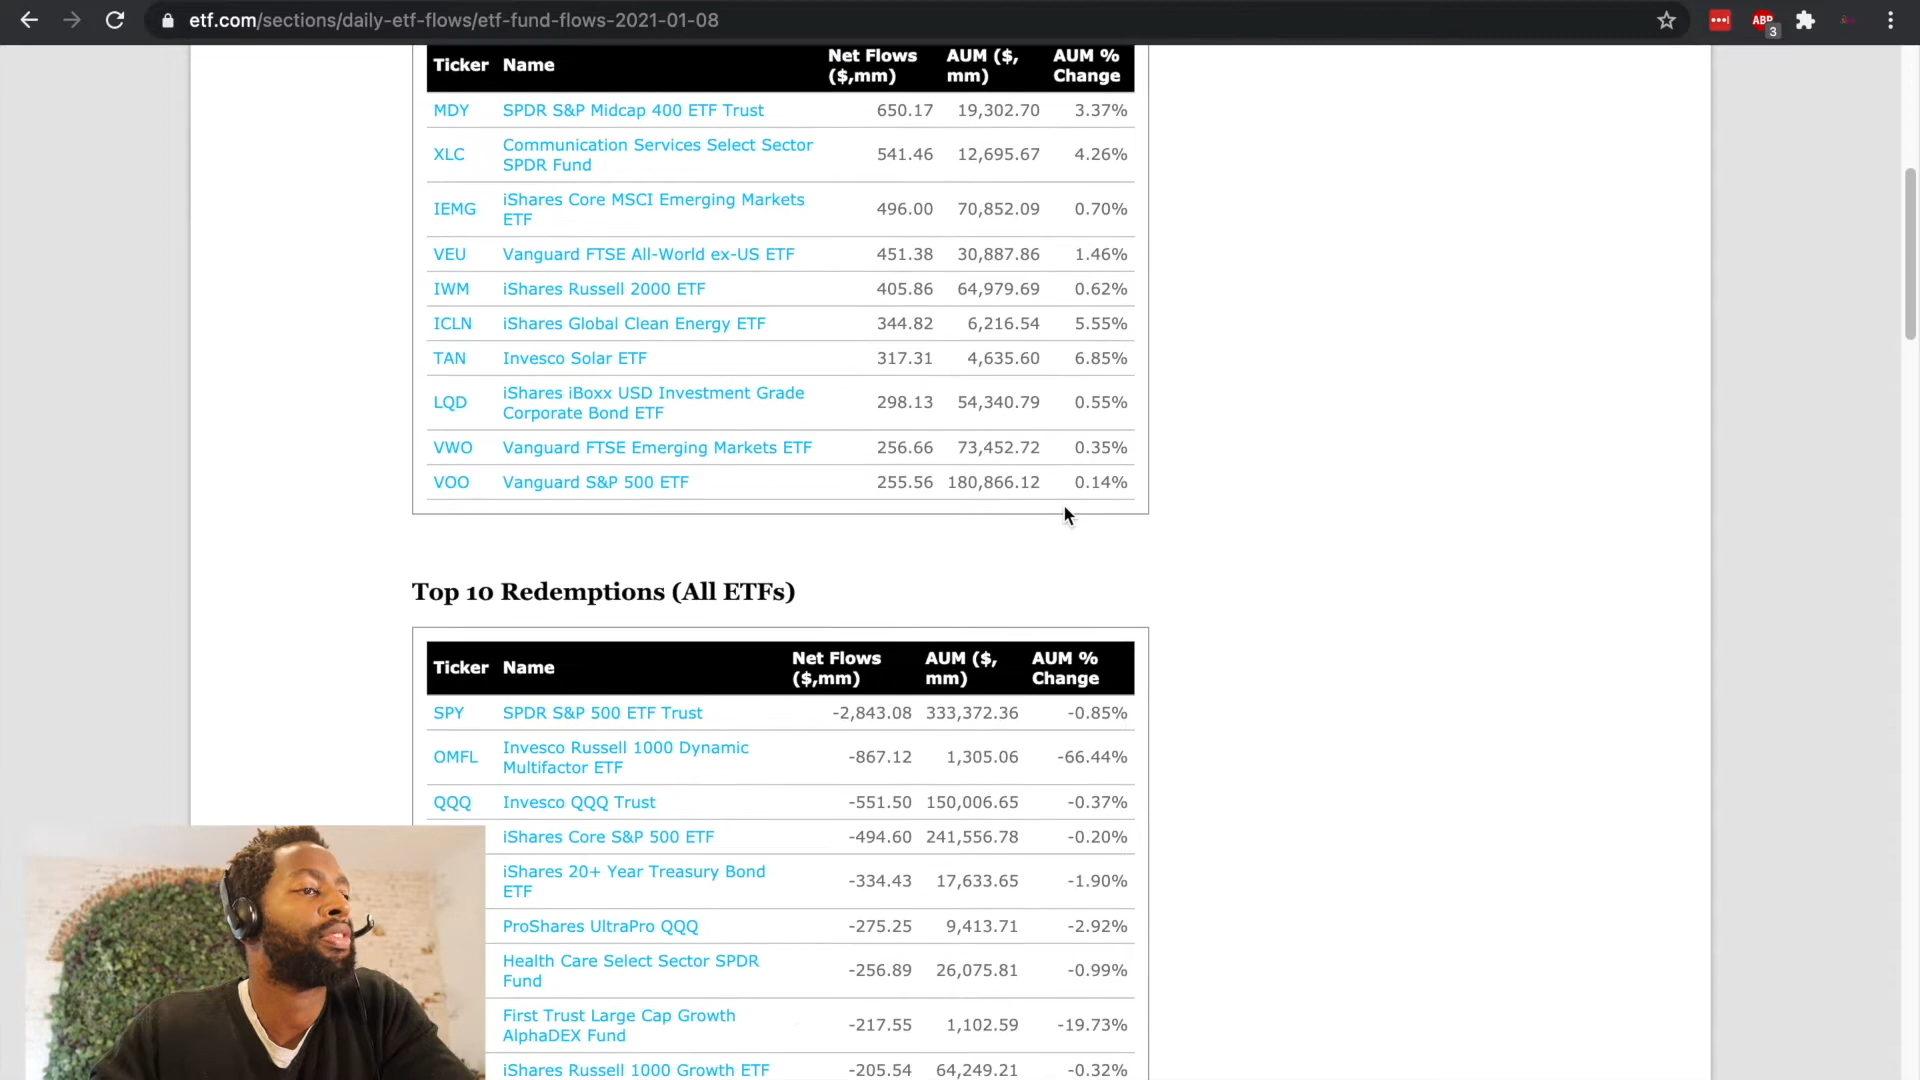 etf.com/sections/daily-etf-flows/etf-fund-flows-2021-01-08
ABP
3
Ticker Name Net Flows ($,mm) AUM ($, mm) AUM % Change
MDY SPDR S&P Midcap 400 ETF Trust 650.17 19,302.70 3.37%
XLC Communication Services Select Sector SPDR Fund 541.46 12,695.67 4.26%
IEMG iShares Core MSCI Emerging Markets ETF 496.00 70,852.09 0.70%
VEU Vanguard FTSE All-World ex-US ETF 451.38 30,887.86 1.46%
IWM iShares Russell 2000 ETF 405.86 64,979.69 0.62%
ICLN iShares Global Clean Energy ETF 344.82 6,216.54 5.55%
TAN Invesco Solar ETF 317.31 4,635.60 6.85%
LQD iShares iBoxx USD Investment Grade Corporate Bond ETF 298.13 54,340.79 0.55%
VWO Vanguard FTSE Emerging Markets ETF 256.66 73,452.72 0.35%
VOO Vanguard S&P 500 ETF 255.56 180,866.12 0.14%
Top 10 Redemptions (All ETFs)
Ticker Name Net Flows ($,mm) AUM ($, mm) AUM % Change
SPY SPDR S&P 500 ETF Trust -2,843.08 333,372.36 -0.85%
OMFL Invesco Russell 1000 Dynamic Multifactor ETF -867.12 1,305.06 -66.44%
QQQ Invesco QQQ Trust -551.50 150,006.65 -0.37%
iShares Core S&P 500 ETF -494.60 241,556.78 -0.20%
iShares 20+ Year Treasury Bond ETF -334.43 17,633.65 -1.90%
ProShares UltraPro QQQ -275.25 9,413.71 -2.92%
Health Care Select Sector SPDR Fund -256.89 26,075.81 -0.99%
First Trust Large Cap Growth AlphaDEX Fund -217.55 1,102.59 -19.73%
iShares Russell 1000 Growth ETF -205.54 64,249.21 -0.32%